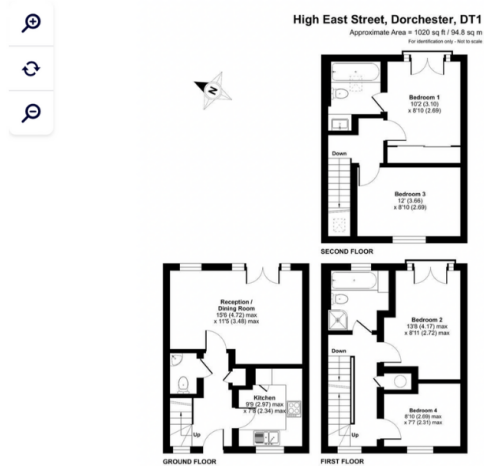 High East Street, Dorchester, DT1
Approximate Area = 1020 sq ft / 94.8 sq m
For identification only - Not to scale
N
Bedroom 1
10'2 (3.10)
x 8'10 (2.69)
Down
Bedroom 3
12' (3.66)
x 8'10 (2.69)
SECOND FLOOR
Reception /
Dining Room
15'6 (4.72) max
x 11'5 (3.48) max
Kitchen
9'9 (2.97) max
x 7'8 (2.34) max
Up
GROUND FLOOR
Bedroom 2
13'8 (4.17) max
x 8'11 (2.72) max
Down
Bedroom 4
8'10 (2.69) max
x 7'7 (2.31) max
Up
FIRST FLOOR